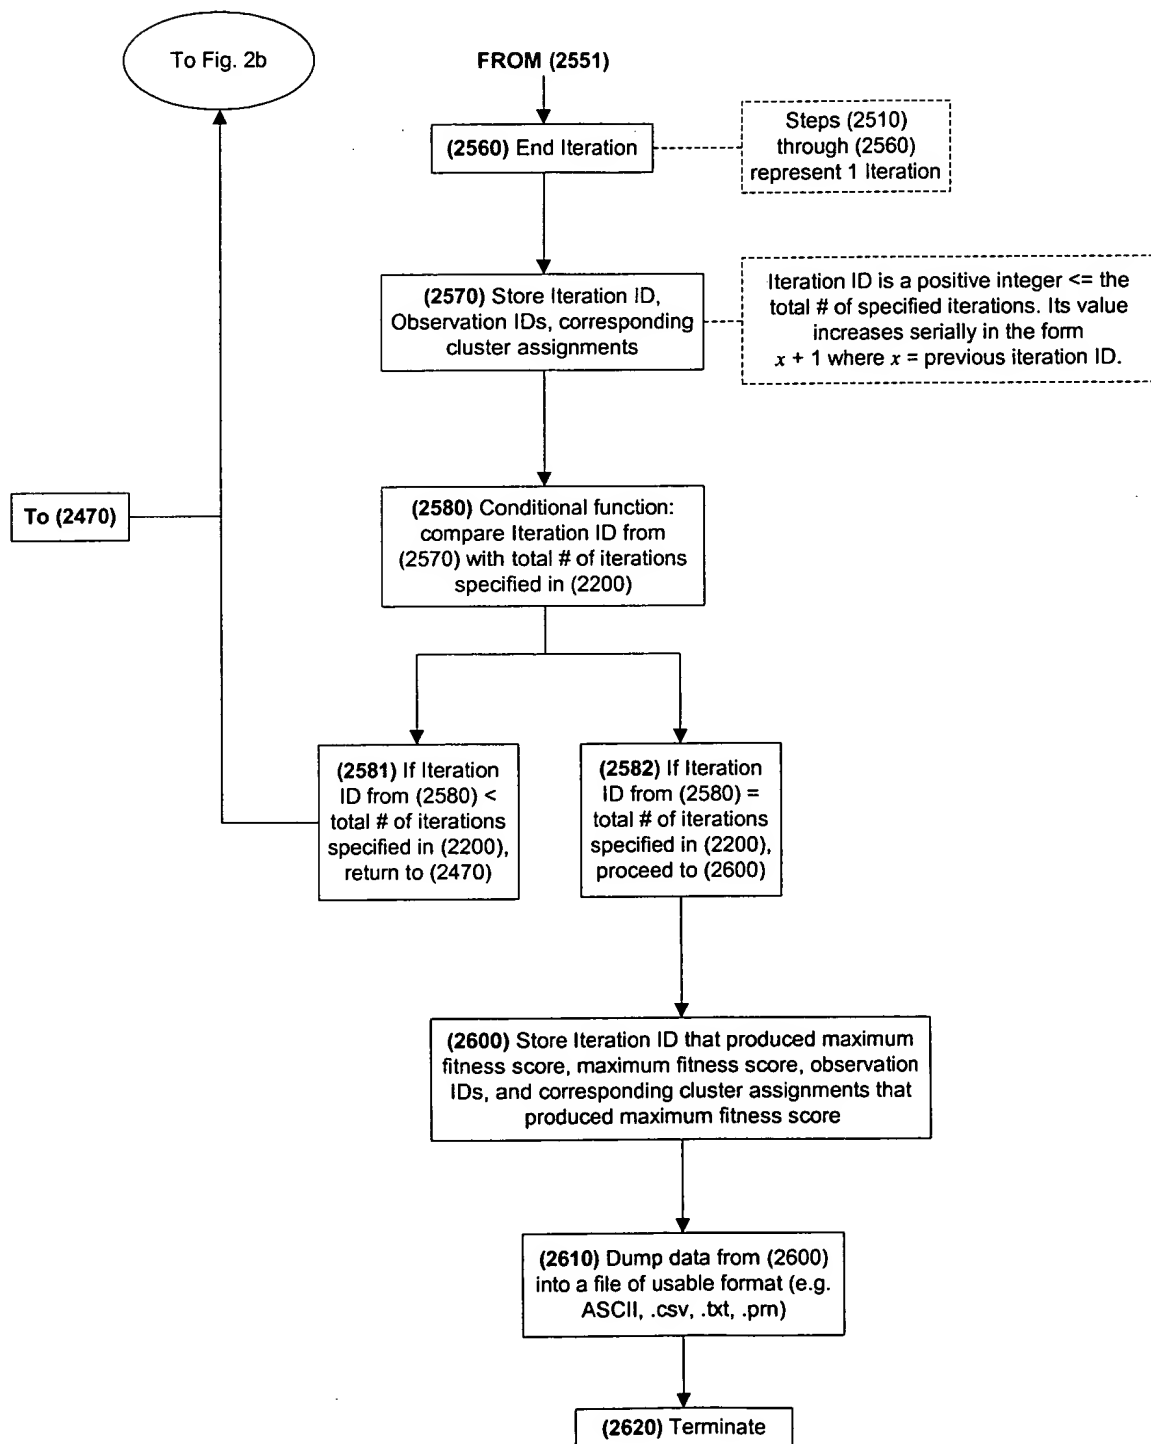 To Fig. 2b
FROM (2551)
(2560) End Iteration
Steps (2510)
through (2560)
represent 1 Iteration
(2570) Store Iteration ID,
Observation IDs, corresponding
cluster assignments
Iteration ID is a positive integer <= the
total # of specified iterations. Its value
increases serially in the form
x + 1 where x = previous iteration ID.
To (2470)
(2580) Conditional function:
compare Iteration ID from
(2570) with total # of iterations
specified in (2200)
(2581) If Iteration
ID from (2580) <
total # of iterations
specified in (2200),
return to (2470)
(2582) If Iteration
ID from (2580) =
total # of iterations
specified in (2200),
proceed to (2600)
(2600) Store Iteration ID that produced maximum
fitness score, maximum fitness score, observation
IDs, and corresponding cluster assignments that
produced maximum fitness score
(2610) Dump data from (2600)
into a file of usable format (e.g.
ASCII, .csv, .txt, .prn)
(2620) Terminate